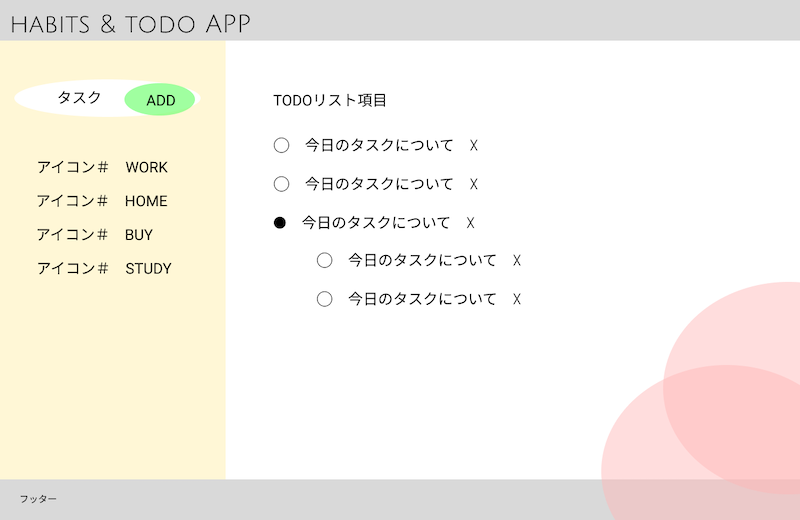 HABITS & TODO APP
タスク ADD
アイコン＃ WORK
アイコン＃ HOME
アイコン＃ BUY
アイコン＃ STUDY
TODOリスト項目
今日のタスクについて X
今日のタスクについて X
今日のタスクについて X
今日のタスクについて X
今日のタスクについて X
フッター